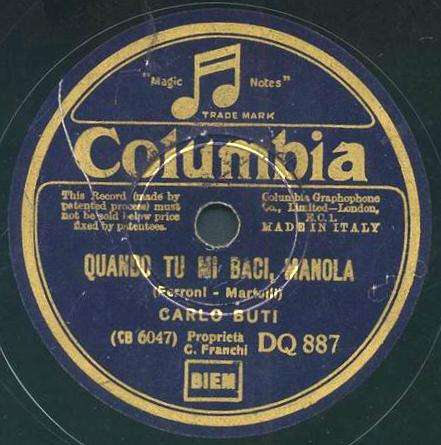 "Magic Notes"
TRADE MARK
Columbia
This Record (made by
patented process) must
not be sold below price
fixed by patentees.
Columbia Graphophone
Co., Limited—London,
E.C.1.
MADE IN ITALY
QUANDO TU MI BACI, MANOLA
(Ferroni - Martelli)
CARLO BUTI
(CB 6047) Proprietà C. Franchi DQ 887
BIEM